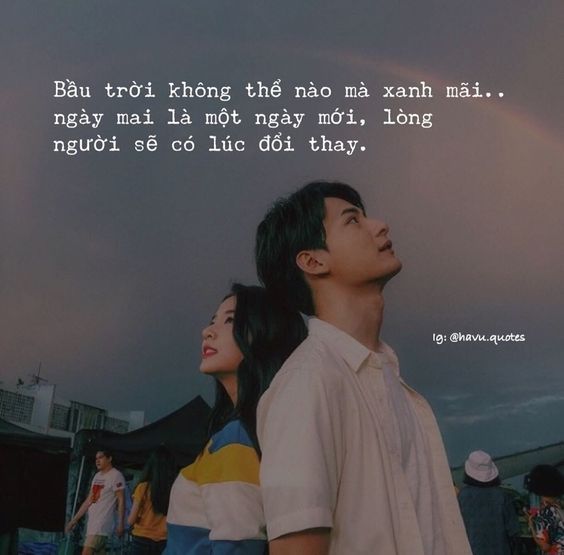 Bầu trời không thể nào mà xanh mãi..
ngày mai là một ngày mới, lòng
người sẽ có lúc đổi thay.
Ig: @havu.quotes